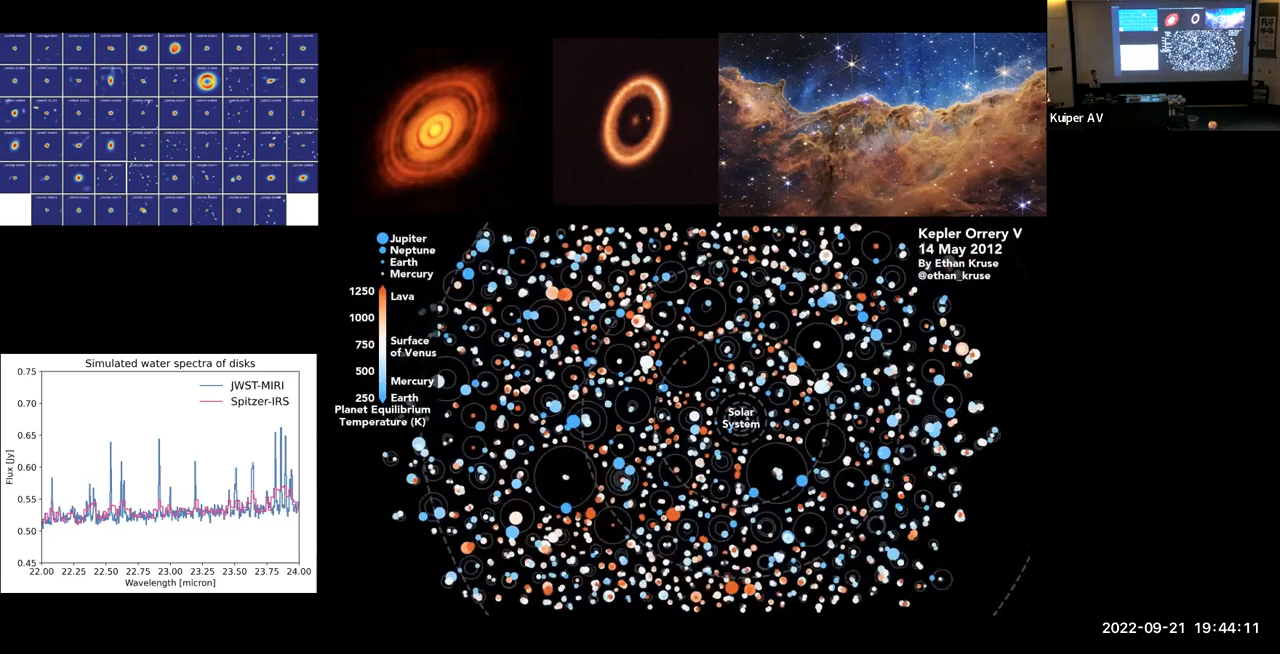 Kuiper AV
Jupiter
Neptune
Earth
Mercury
1250
Lava
1000
750
Surface
of Venus
500
Mercury
250
Earth
Planet Equilibrium
Temperature (K)
Kepler Orrery V
14 May 2012
By Ethan Kruse
@ethan_kruse
Solar
System
Simulated water spectra of disks
JWST-MIRI
Spitzer-IRS
0.75
0.70
0.65
0.60
0.55
0.50
0.45
Flux [Jy]
22.00 22.25 22.50 22.75 23.00 23.25 23.50 23.75 24.00
Wavelength [micron]
2022-09-21 19:44:11